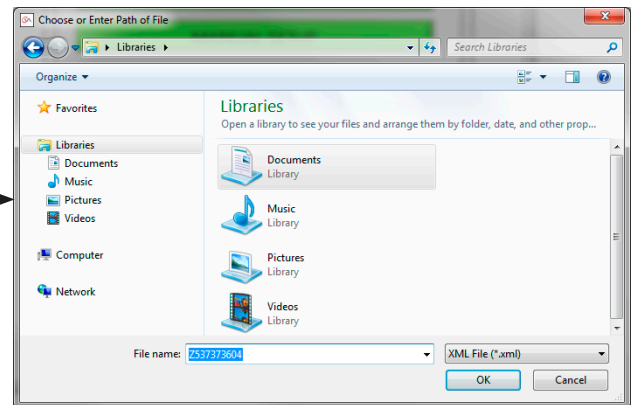 Choose or Enter Path of File
Libraries
Search Libraries
Organize
Favorites
Libraries
Documents
Music
Pictures
Videos
Computer
Network
Libraries
Open a library to see your files and arrange them by folder, date, and other prop...
Documents
Library
Music
Library
Pictures
Library
Videos
Library
File name: Z537373604 XML File (*.xml)
OK Cancel